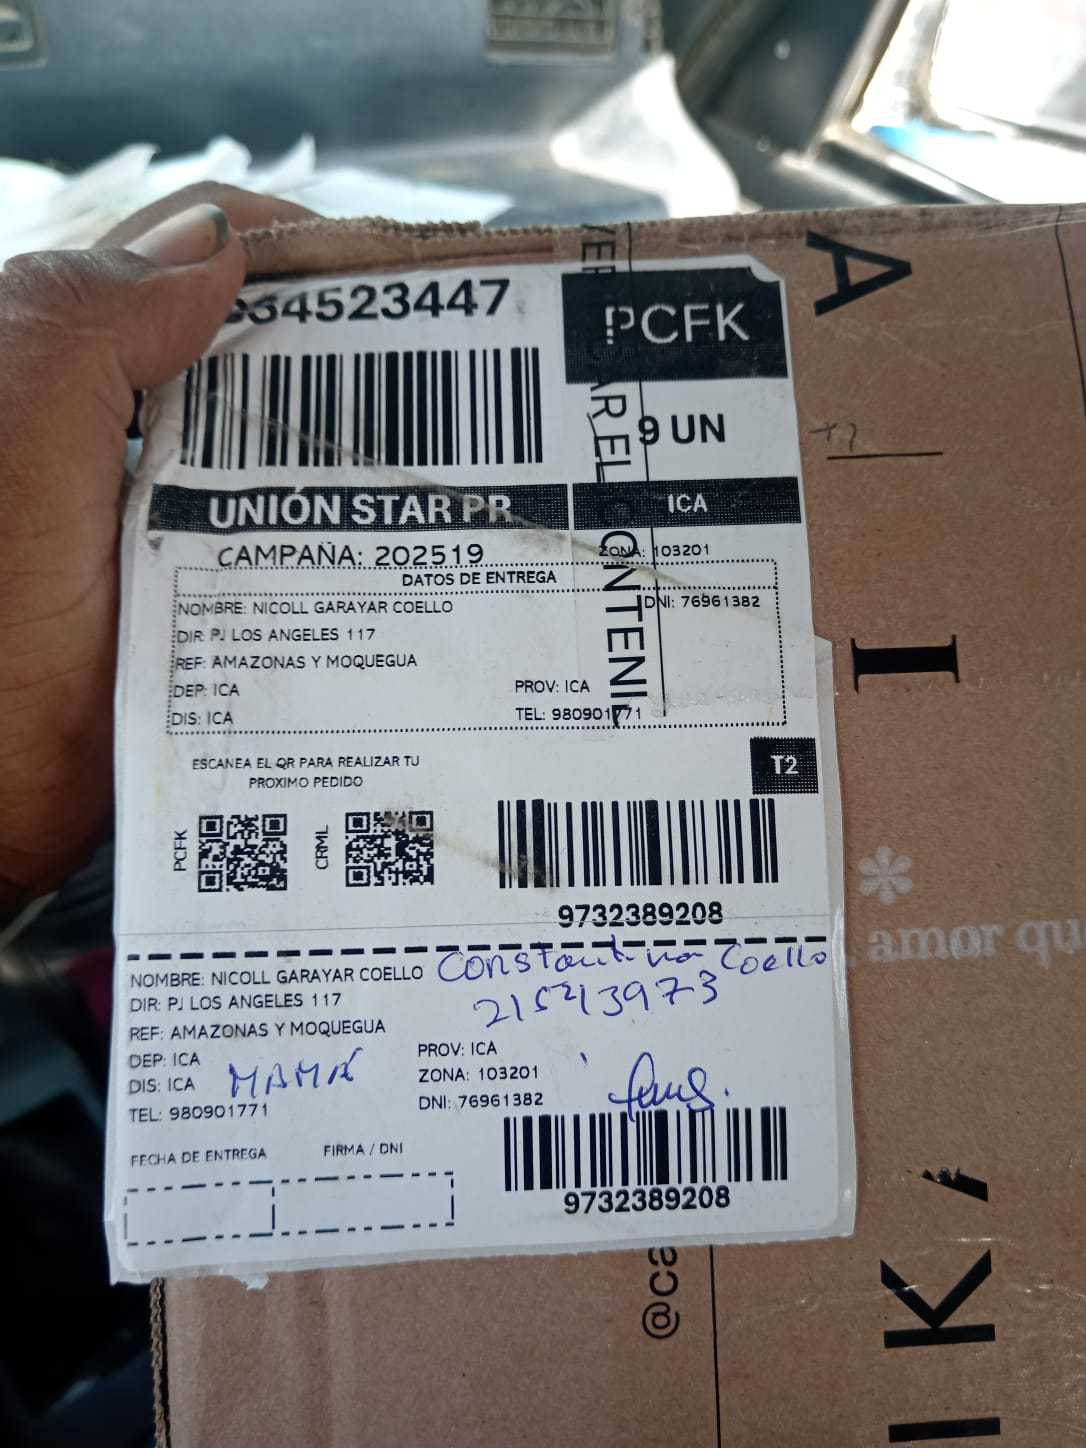 34523447
PCFK
9 UN
UNIÓN STAR PR
ICA
CAMPAÑA: 202519
ZONA: 103201
DATOS DE ENTREGA
NOMBRE: NICOLL GARAYAR COELLO
DNI: 76961382
DIR: PJ LOS ANGELES 117
REF: AMAZONAS Y MOQUEGUA
DEP: ICA
PROV: ICA
DIS: ICA
TEL: 980901771
ESCANEA EL QR PARA REALIZAR TU
PROXIMO PEDIDO
T2
PCFK
CRML
9732389208
NOMBRE: NICOLL GARAYAR COELLO
Constantina Coello
DIR: PJ LOS ANGELES 117
21543973
REF: AMAZONAS Y MOQUEGUA
DEP: ICA
PROV: ICA
MAMÁ
DIS: ICA
ZONA: 103201
TEL: 980901771
DNI: 76961382
FECHA DE ENTREGA
FIRMA / DNI
9732389208
EL CONTENI
A
I
K
amor qu
@ca